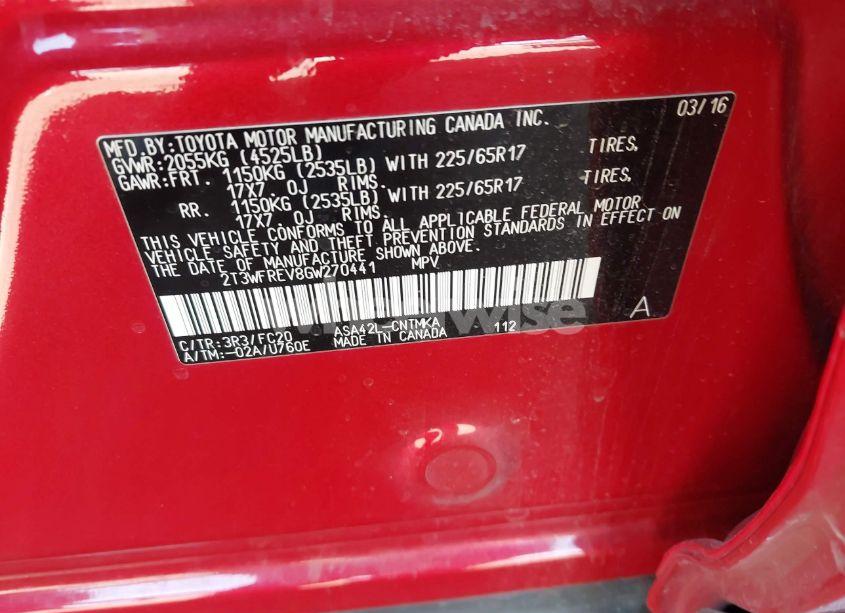 03/16
MFD.BY:TOYOTA MOTOR MANUFACTURING CANADA INC.
GVWR:2055KG (4525LB)
GAWR:FRT. 1150KG (2535LB) WITH 225/65R17 TIRES,
17X7.0J RIMS.
RR. 1150KG (2535LB) WITH 225/65R17 TIRES,
17X7.0J RIMS.
THIS VEHICLE CONFORMS TO ALL APPLICABLE FEDERAL MOTOR
VEHICLE SAFETY AND THEFT PREVENTION STANDARDS IN EFFECT ON
THE DATE OF MANUFACTURE SHOWN ABOVE.
2T3WFREV8GW270441 MPV
C/TR:3R3/FC20 ASA42L-CNTMKA 112 A
A/TM:-02A/U760E MADE IN CANADA